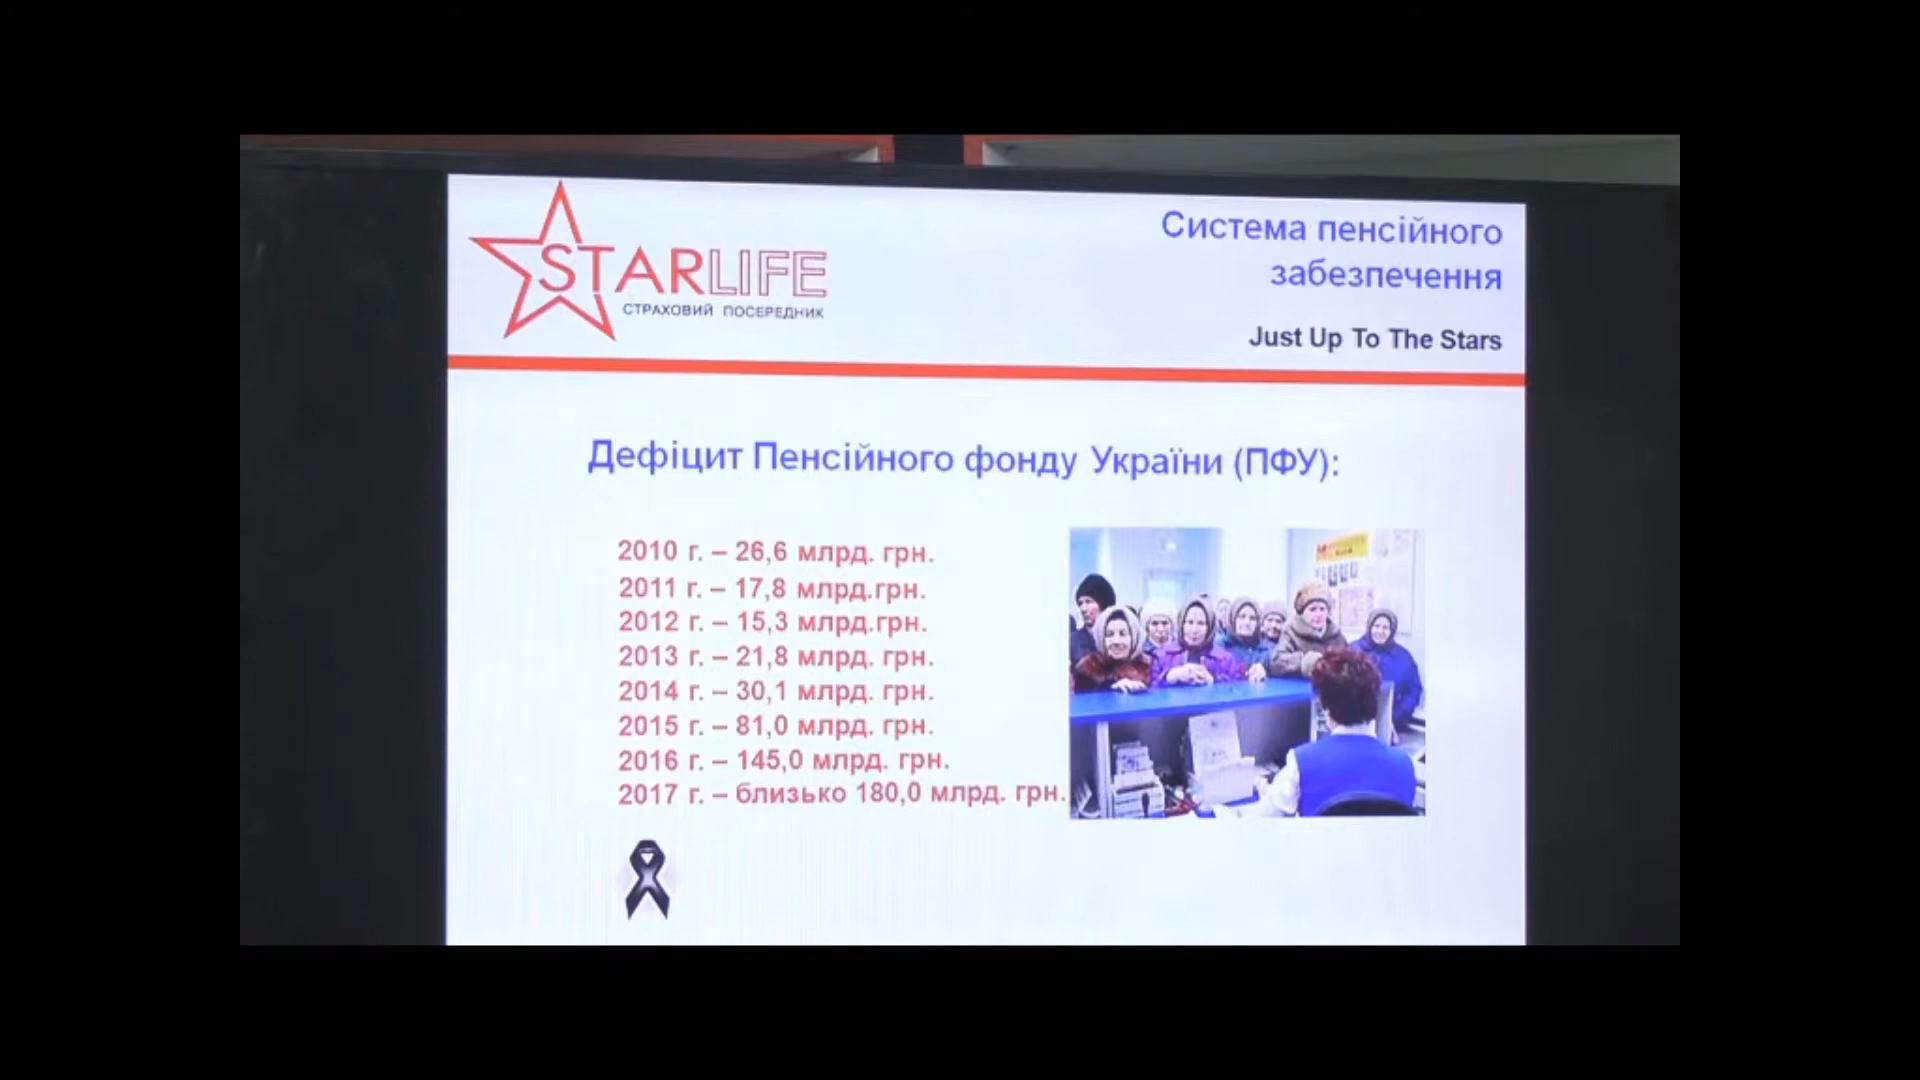 STARLIFE
СТРАХОВИЙ ПОСЕРЕДНИК
Система пенсійного
забезпечення
Just Up To The Stars
Дефіцит Пенсійного фонду України (ПФУ):
2010 г. – 26,6 млрд. грн.
2011 г. – 17,8 млрд.грн.
2012 г. – 15,3 млрд.грн.
2013 г. – 21,8 млрд. грн.
2014 г. – 30,1 млрд. грн.
2015 г. – 81,0 млрд. грн.
2016 г. – 145,0 млрд. грн.
2017 г. – близько 180,0 млрд. грн.